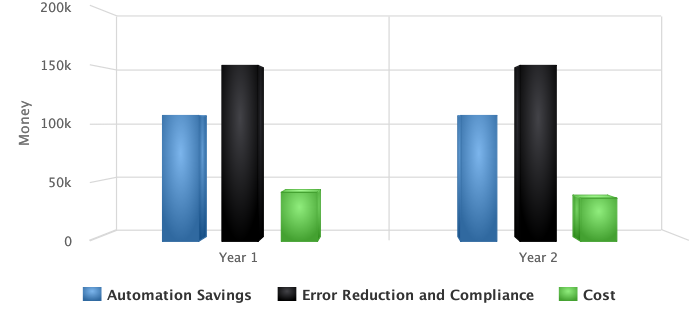 200k
150k
100k
50k
0
Money
Year 1
Year 2
Automation Savings
Error Reduction and Compliance
Cost